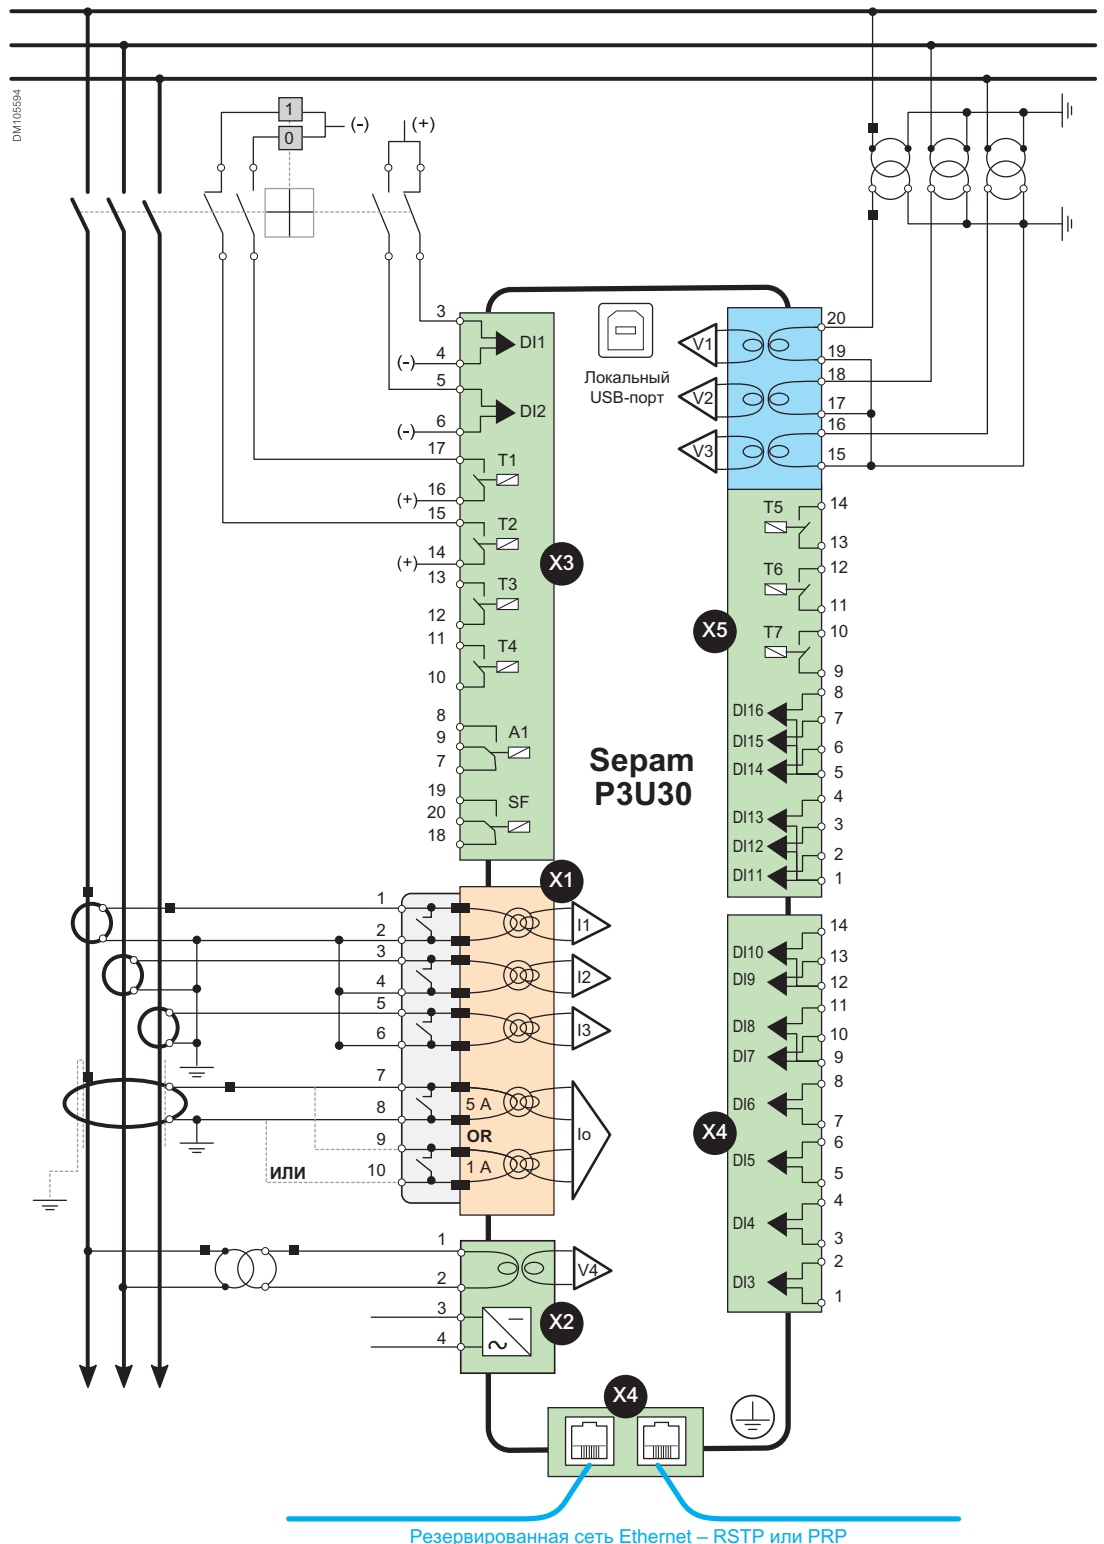 DM105594
1
0
(-)
(+)
3
4
(-)
5
6
(-)
17
16
(+)
15
14
(+)
13
12
11
10
8
9
7
19
20
18
DI1
DI2
T1
T2
T3
T4
A1
SF
X3
Локальный
USB-порт
V1
V2
V3
20
19
18
17
16
15
T5
14
13
T6
12
11
T7
10
9
X5
8
DI16
7
DI15
6
DI14
5
4
DI13
3
DI12
2
DI11
1
Sepam
P3U30
X1
1
2
3
4
5
6
7
8
9
10
I1
I2
I3
5 A
OR
1 A
Io
ИЛИ
14
DI10
13
DI9
12
11
DI8
10
DI7
9
8
DI6
7
X4
6
DI5
5
4
DI4
3
2
DI3
1
1
2
3
4
V4
X2
X4
Резервированная сеть Ethernet – RSTP или PRP